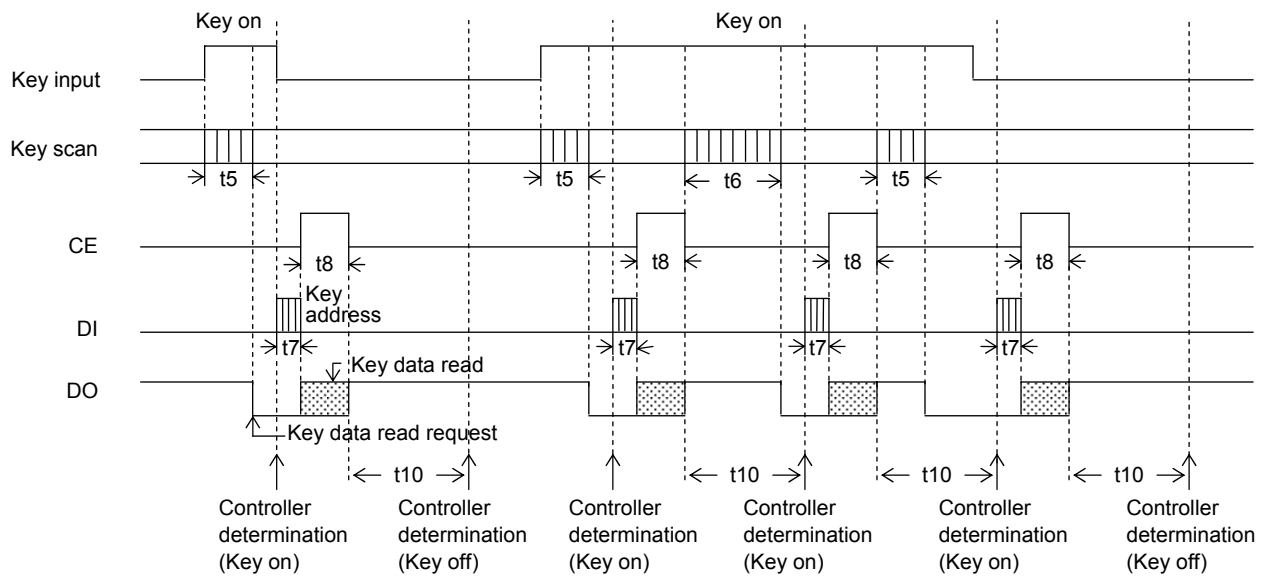 Key on
Key on
Key input
Key scan
t5
t5
t6
t5
CE
t8
t8
t8
t8
Key
address
DI
t7
t7
t7
t7
Key data read
DO
Key data read request
t10
t10
t10
t10
Controller
determination
(Key on)
Controller
determination
(Key off)
Controller
determination
(Key on)
Controller
determination
(Key on)
Controller
determination
(Key on)
Controller
determination
(Key off)